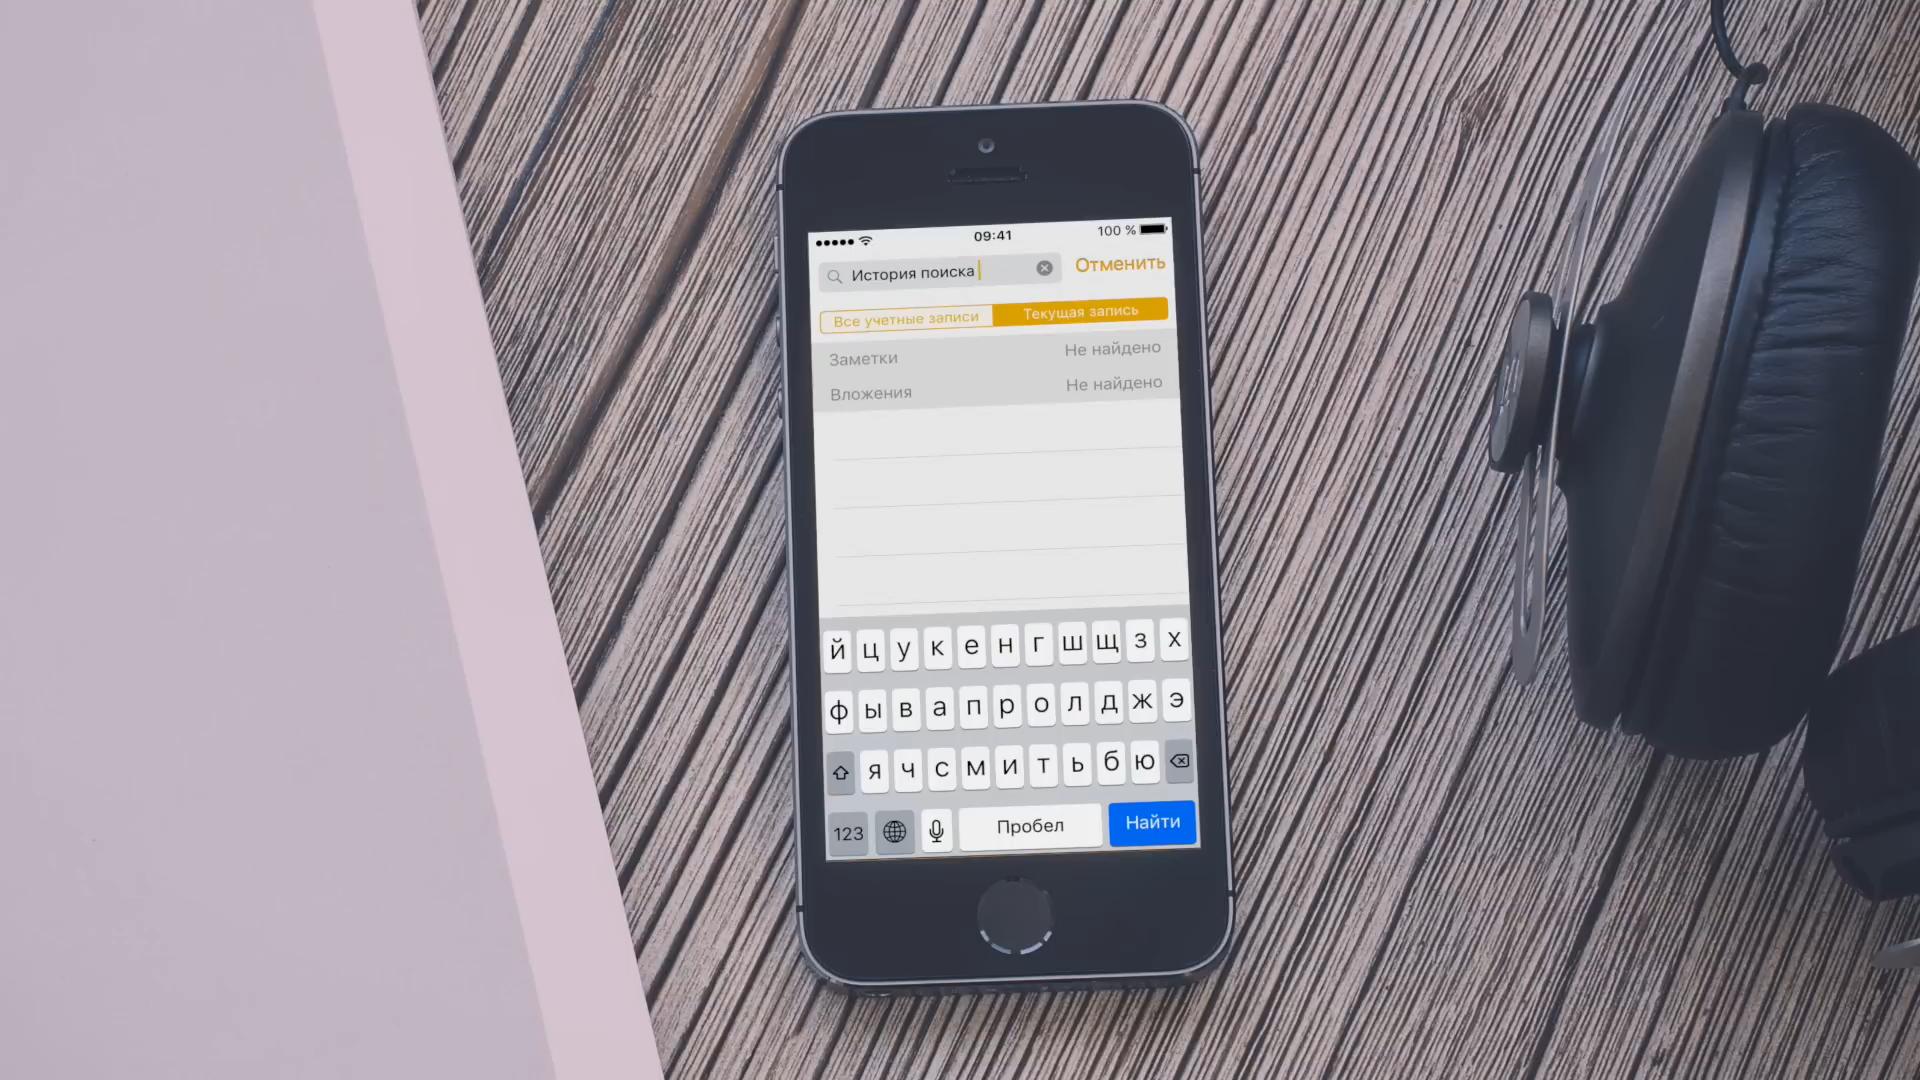 09:41
100 %
История поиска
Отменить
Все учетные записи
Текущая запись
Заметки
Не найдено
Вложения
Не найдено
й ц у к е н г ш щ з х
ф ы в а п р о л д ж э
я ч с м и т ь б ю
123
Пробел
Найти